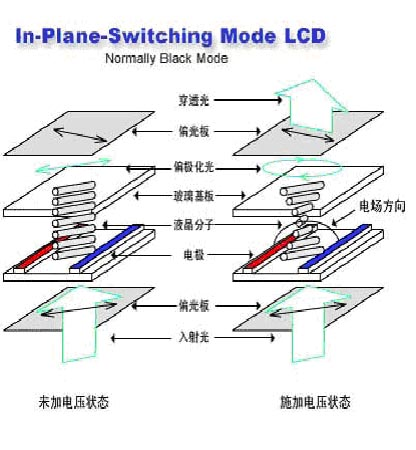 In-Plane-Switching Mode LCD
Normally Black Mode
穿透光
偏光板
偏极化光
玻璃基板
电场方向
液晶分子
电极
偏光板
入射光
未加电压状态
施加电压状态